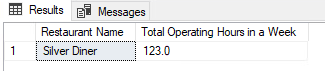 Results Messages
Restaurant Name Total Operating Hours in a Week
1 Silver Diner 123.0